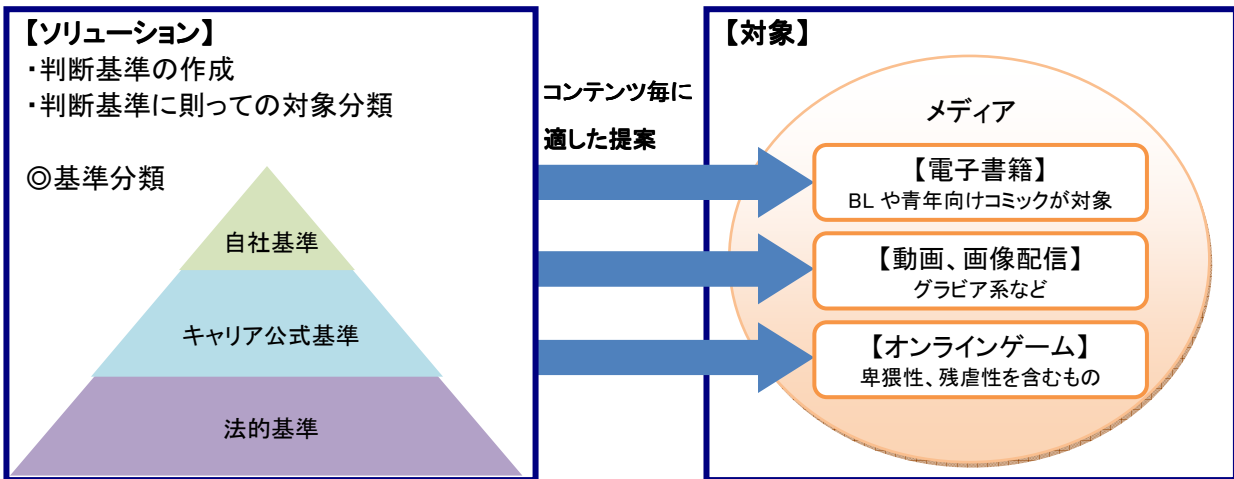 【ソリューション】
・判断基準の作成
・判断基準に則っての対象分類
◎基準分類
自社基準
キャリア公式基準
法的基準
コンテンツ毎に
適した提案
【対象】
メディア
【電子書籍】
BL や青年向けコミックが対象
【動画、画像配信】
グラビア系など
【オンラインゲーム】
卑猥性、残虐性を含むもの